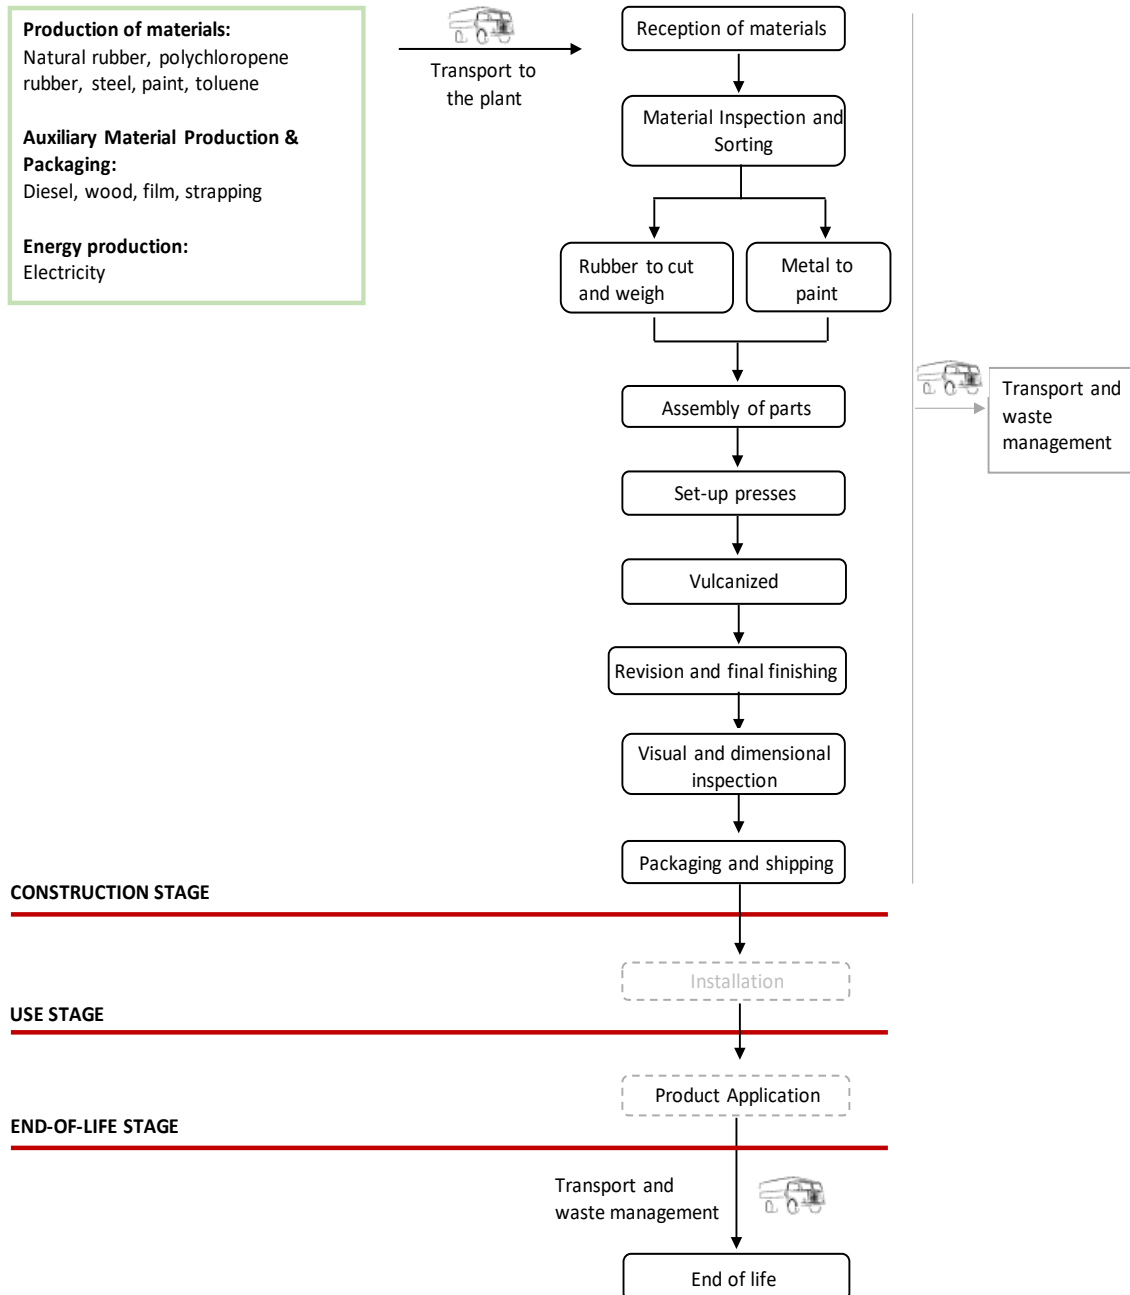 Production of materials:
Natural rubber, polychloropene
rubber, steel, paint, toluene
Auxiliary Material Production &
Packaging:
Diesel, wood, film, strapping
Energy production:
Electricity
Transport to
the plant
Reception of materials
Material Inspection and
Sorting
Rubber to cut
and weigh
Metal to
paint
Transport and
waste
management
Assembly of parts
Set-up presses
Vulcanized
Revision and final finishing
Visual and dimensional
inspection
Packaging and shipping
CONSTRUCTION STAGE
Installation
USE STAGE
Product Application
END-OF-LIFE STAGE
Transport and
waste management
End of life